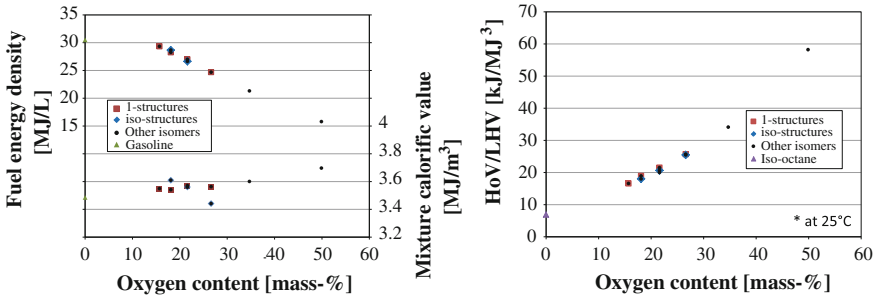 Fuel energy density
[MJ/L]
35
30
25
20
15
1-structures
iso-structures
Other isomers
Gasoline
4
3.8
3.6
3.4
3.2
Mixture calorific value
[MJ/m³]
0 10 20 30 .40 50 60
Oxygen content [mass-%]
HoV/LHV [kJ/MJ³]
70
60
50
40
30
20
10
0
1-structures
iso-structures
Other isomers
Iso-octane
* at 25°C
0 10 20 30 40 50 60
Oxygen content [mass-%]